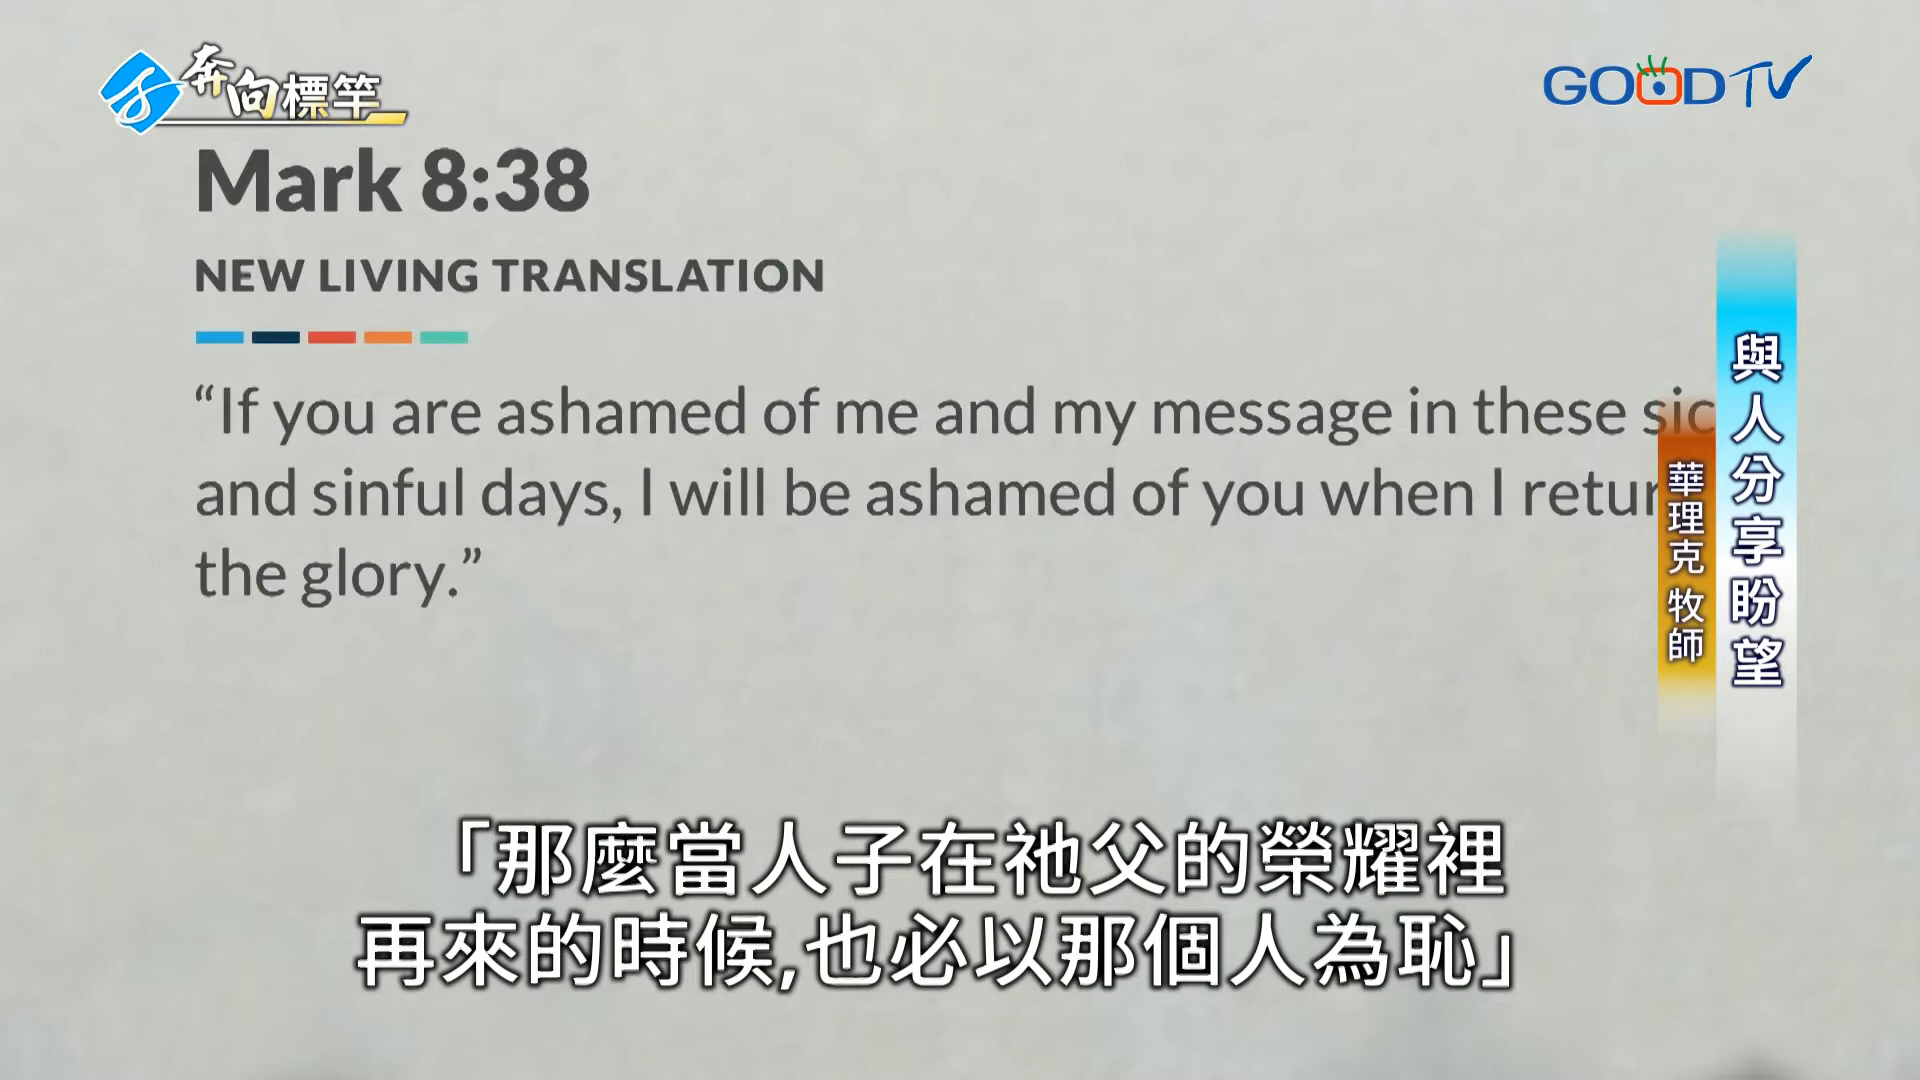 奔向標竿
GOOD TV
Mark 8:38
NEW LIVING TRANSLATION
“If you are ashamed of me and my message in these
and sinful days, I will be ashamed of you when I
the glory.”
與人分享盼望
華理克 牧師
「那麼當人子在祂父的榮耀裡
再來的時候,也必以那個人為恥」